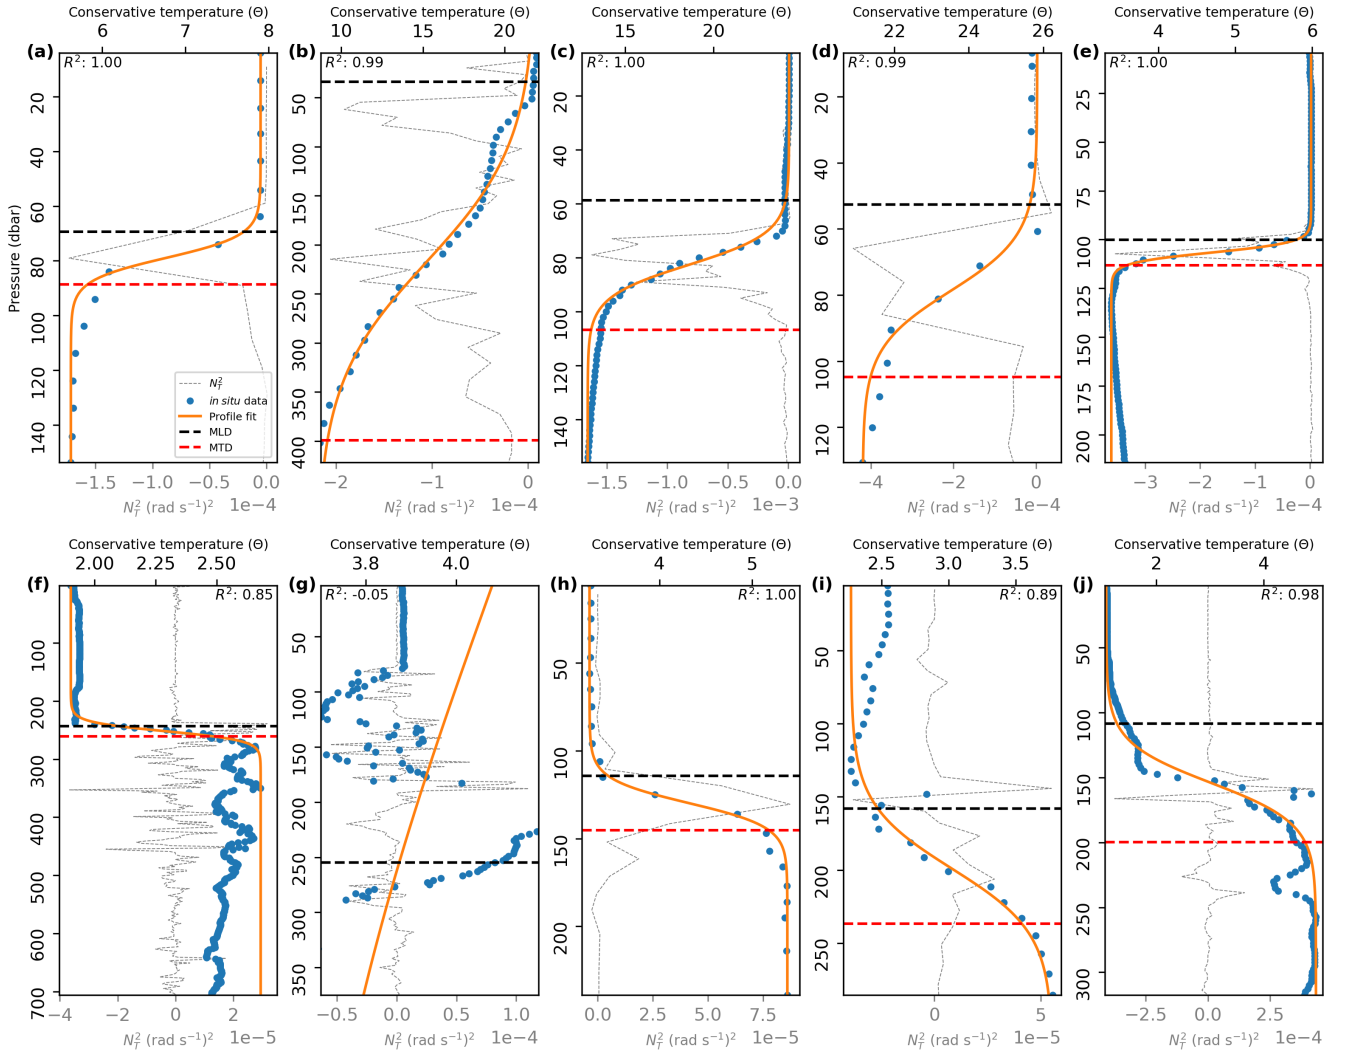 Conservative temperature (Θ) Conservative temperature (Θ) Conservative temperature (Θ) Conservative temperature (Θ) Conservative temperature (Θ)
6 7 8 10 15 20 15 20 22 24 26 4 5 6
(a) (b) (c) (d) (e)
R²: 1.00 R²: 0.99 R²: 1.00 R²: 0.99 R²: 1.00
Pressure (dbar)
20 40 60 80 100 120 140
50 100 150 200 250 300 350 400
20 40 60 80 100 120 140
20 40 60 80 100 120
25 50 75 100 125 150 175 200
N_T²
in situ data
Profile fit
MLD
MTD
−1.5 −1.0 −0.5 0.0 −2 −1 0 −1.5 −1.0 −0.5 0.0 −4 −2 0 −3 −2 −1 0
N_T² (rad s⁻¹)² 1e−4 N_T² (rad s⁻¹)² 1e−4 N_T² (rad s⁻¹)² 1e−3 N_T² (rad s⁻¹)² 1e−4 N_T² (rad s⁻¹)² 1e−4
Conservative temperature (Θ) Conservative temperature (Θ) Conservative temperature (Θ) Conservative temperature (Θ) Conservative temperature (Θ)
2.00 2.25 2.50 3.8 4.0 4 5 2.5 3.0 3.5 2 4
(f) (g) (h) (i) (j)
R²: 0.85 R²: -0.05 R²: 1.00 R²: 0.89 R²: 0.98
100 200 300 400 500 600 700
50 100 150 200 250 300 350
50 100 150 200
50 100 150 200 250
50 100 150 200 250 300
−4 −2 0 2 −0.5 0.0 0.5 1.0 0.0 2.5 5.0 7.5 0 5 −2.5 0.0 2.5
N_T² (rad s⁻¹)² 1e−5 N_T² (rad s⁻¹)² 1e−4 N_T² (rad s⁻¹)² 1e−5 N_T² (rad s⁻¹)² 1e−5 N_T² (rad s⁻¹)² 1e−5